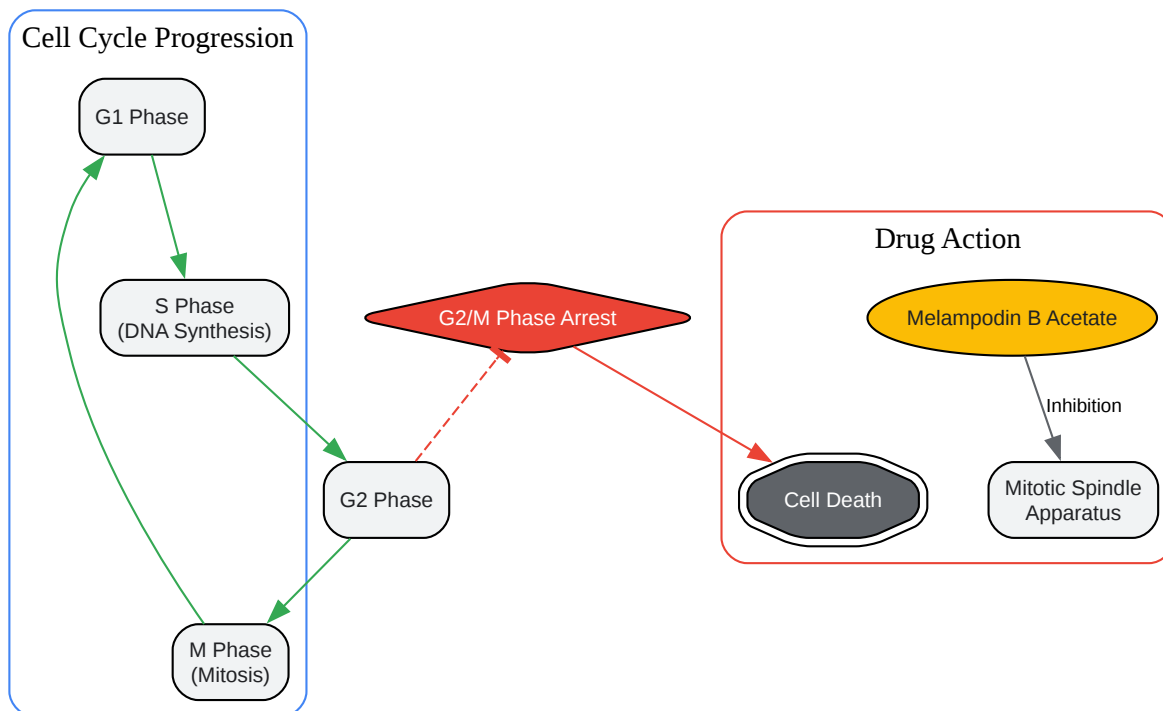 Cell Cycle Progression
G1 Phase
S Phase
(DNA Synthesis)
G2 Phase
M Phase
(Mitosis)
G2/M Phase Arrest
Drug Action
Melampodin B Acetate
Inhibition
Cell Death
Mitotic Spindle
Apparatus